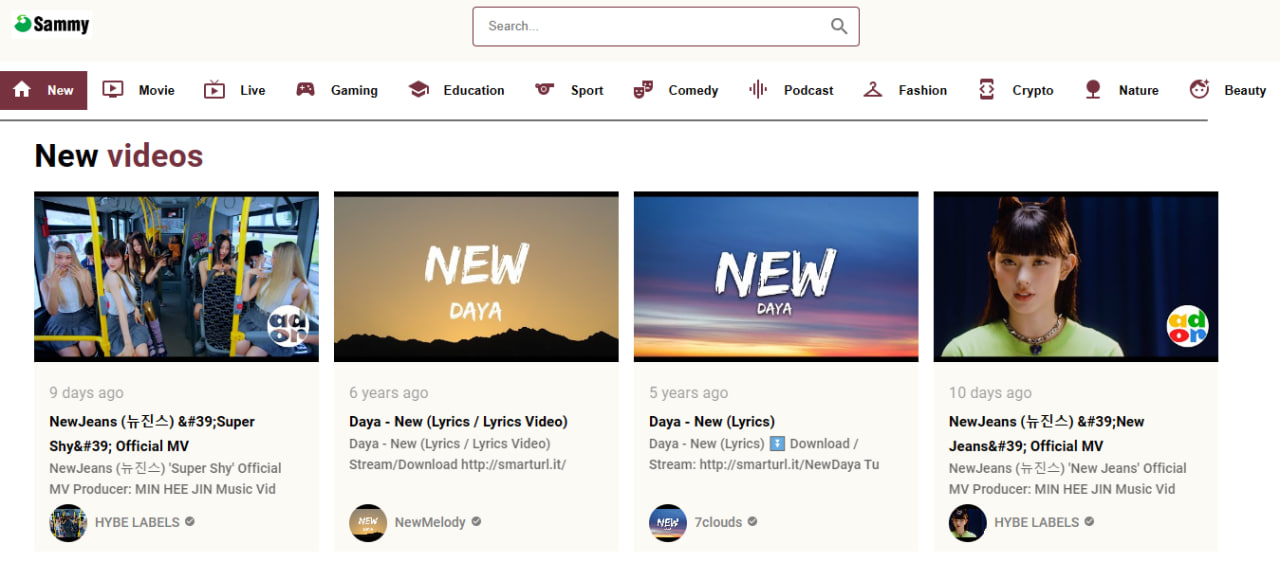 Sammy
Search...
New Movie Live Gaming Education Sport Comedy Podcast Fashion Crypto Nature Beauty
New videos
ador
NEW
DAYA
NEW
DAYA
ador
9 days ago
NewJeans (뉴진스) &#39;Super
Shy&#39; Official MV
NewJeans (뉴진스) 'Super Shy' Official
MV Producer: MIN HEE JIN Music Vid
HYBE LABELS
6 years ago
Daya - New (Lyrics / Lyrics Video)
Daya - New (Lyrics / Lyrics Video)
Stream/Download http://smarturl.it/
NEW
NewMelody
5 years ago
Daya - New (Lyrics)
Daya - New (Lyrics) ⏬ Download /
Stream: http://smarturl.it/NewDaya Tu
NEW
7clouds
10 days ago
NewJeans (뉴진스) &#39;New
Jeans&#39; Official MV
NewJeans (뉴진스) 'New Jeans' Official
MV Producer: MIN HEE JIN Music Vid
HYBE LABELS